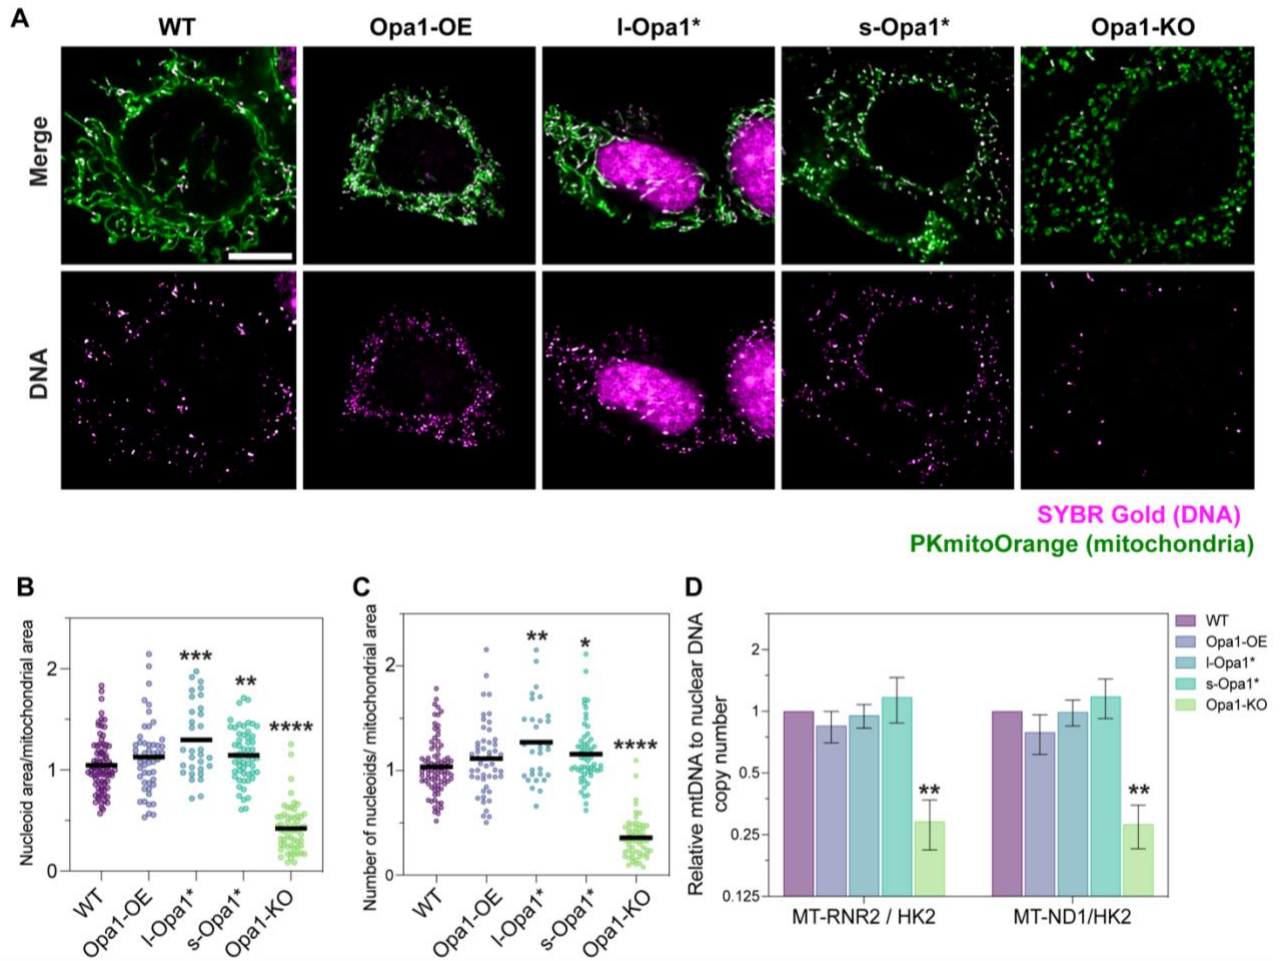 A
WT
Opa1-OE
l-Opa1*
s-Opa1*
Opa1-KO
Merge
DNA
SYBR Gold (DNA)
PKmitoOrange (mitochondria)
B
Nucleoid area/mitochondrial area
2
1
0
***
**
****
WT
Opa1-OE
l-Opa1*
s-Opa1*
Opa1-KO
C
Number of nucleoids/ mitochondrial area
2
1
0
**
*
****
WT
Opa1-OE
l-Opa1*
s-Opa1*
Opa1-KO
D
Relative mtDNA to nuclear DNA
copy number
2
1
0.5
0.25
0.125
**
**
MT-RNR2 / HK2
MT-ND1/HK2
WT
Opa1-OE
l-Opa1*
s-Opa1*
Opa1-KO